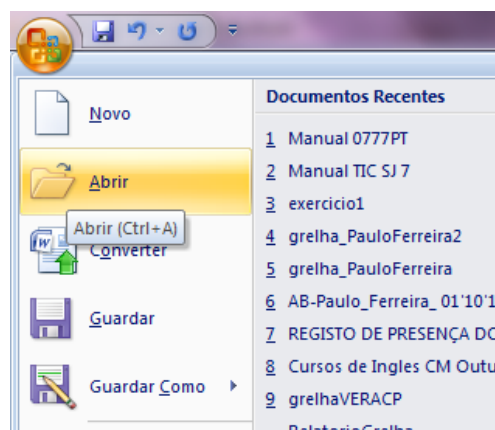 Novo
Abrir
Abrir (Ctrl+A)
Converter
Guardar
Guardar Como
Documentos Recentes
1 Manual 0777PT
2 Manual TIC SJ 7
3 exercicio1
4 grelha_PauloFerreira2
5 grelha_PauloFerreira
6 AB-Paulo_Ferreira_ 01'10'1
7 REGISTO DE PRESENÇA DO
8 Cursos de Ingles CM Outu
9 grelhaVERACP
RelatorioGrelha